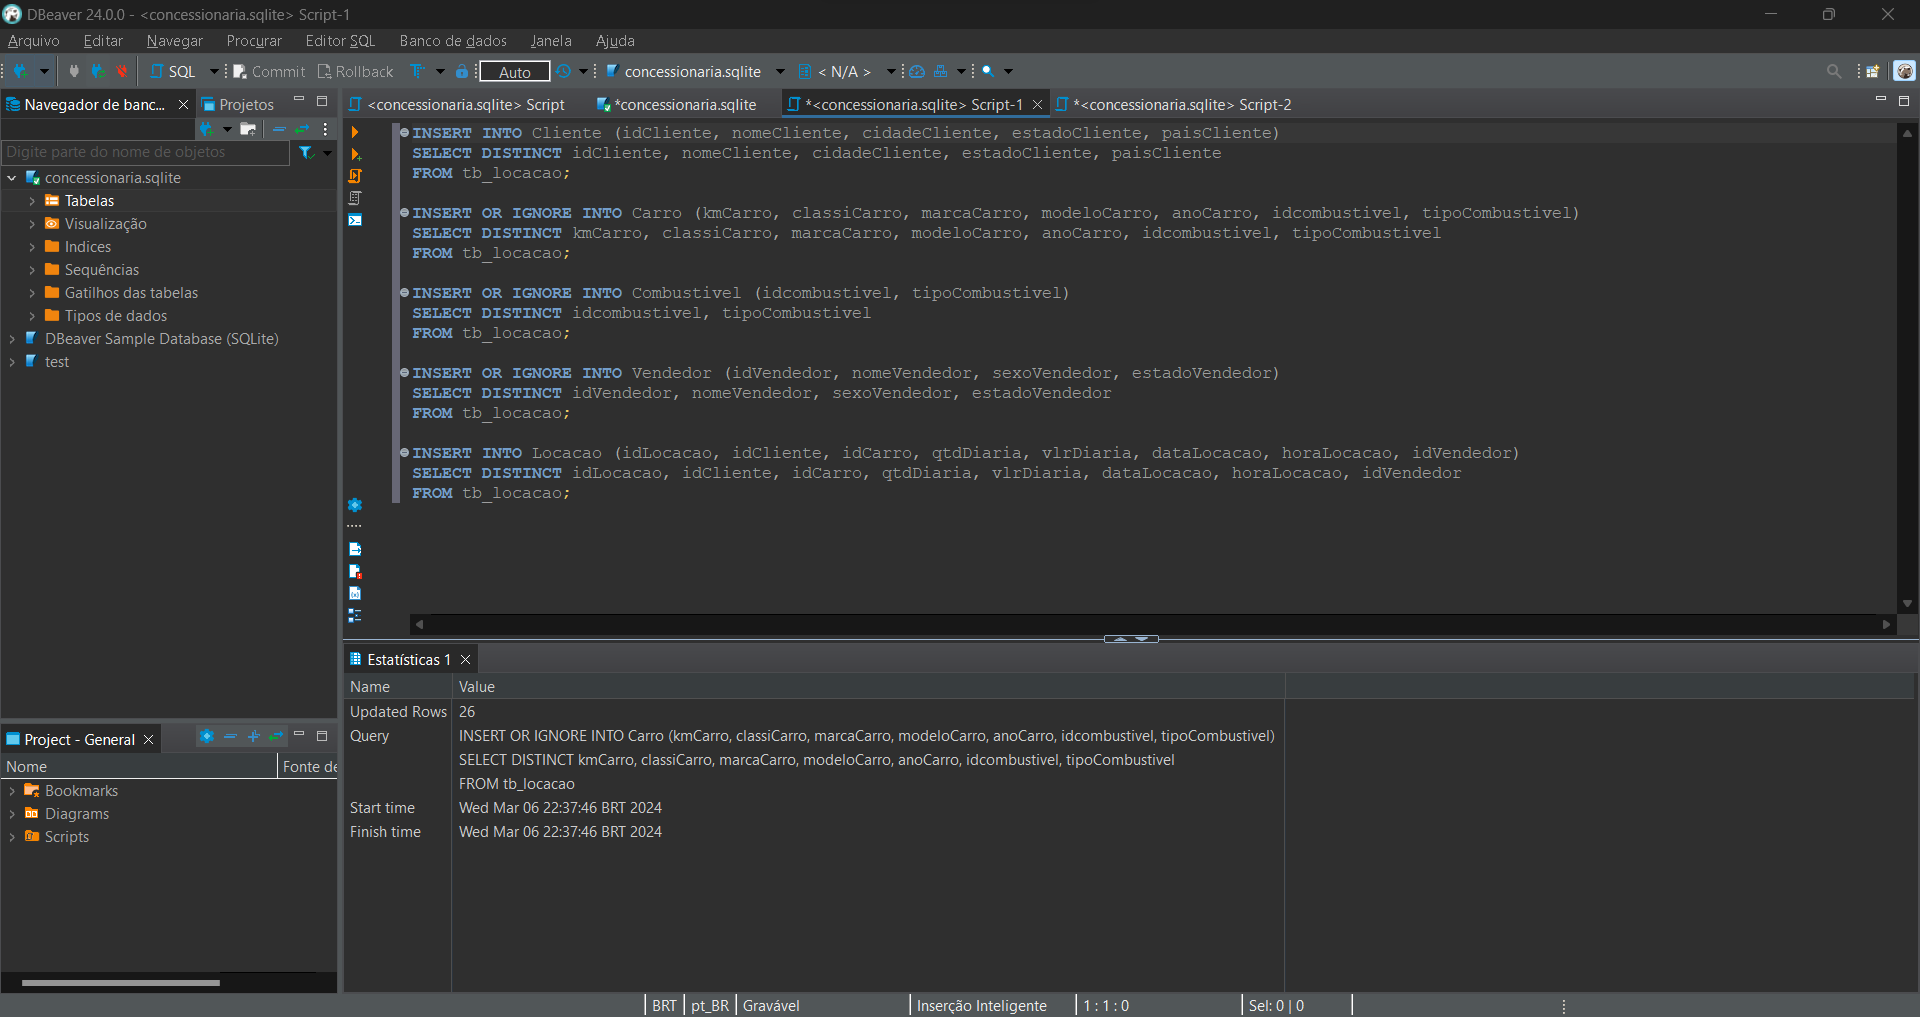 DBeaver 24.0.0 - <concessionaria.sqlite> Script-1
Arquivo Editar Navegar Procurar Editor SQL Banco de dados Janela Ajuda
SQL Commit Rollback Auto concessionaria.sqlite < N/A >
Navegador de banc... Projetos
<concessionaria.sqlite> Script *concessionaria.sqlite *<concessionaria.sqlite> Script-1 *<concessionaria.sqlite> Script-2
Digite parte do nome de objetos
concessionaria.sqlite
Tabelas
Visualização
Indices
Sequências
Gatilhos das tabelas
Tipos de dados
DBeaver Sample Database (SQLite)
test
INSERT INTO Cliente (idCliente, nomeCliente, cidadeCliente, estadoCliente, paisCliente)
SELECT DISTINCT idCliente, nomeCliente, cidadeCliente, estadoCliente, paisCliente
FROM tb_locacao;
INSERT OR IGNORE INTO Carro (kmCarro, classiCarro, marcaCarro, modeloCarro, anoCarro, idcombustivel, tipoCombustivel)
SELECT DISTINCT kmCarro, classiCarro, marcaCarro, modeloCarro, anoCarro, idcombustivel, tipoCombustivel
FROM tb_locacao;
INSERT OR IGNORE INTO Combustivel (idcombustivel, tipoCombustivel)
SELECT DISTINCT idcombustivel, tipoCombustivel
FROM tb_locacao;
INSERT OR IGNORE INTO Vendedor (idVendedor, nomeVendedor, sexoVendedor, estadoVendedor)
SELECT DISTINCT idVendedor, nomeVendedor, sexoVendedor, estadoVendedor
FROM tb_locacao;
INSERT INTO Locacao (idLocacao, idCliente, idCarro, qtdDiaria, vlrDiaria, dataLocacao, horaLocacao, idVendedor)
SELECT DISTINCT idLocacao, idCliente, idCarro, qtdDiaria, vlrDiaria, dataLocacao, horaLocacao, idVendedor
FROM tb_locacao;
Estatísticas 1
Name Value
Updated Rows 26
Query INSERT OR IGNORE INTO Carro (kmCarro, classiCarro, marcaCarro, modeloCarro, anoCarro, idcombustivel, tipoCombustivel)
SELECT DISTINCT kmCarro, classiCarro, marcaCarro, modeloCarro, anoCarro, idcombustivel, tipoCombustivel
FROM tb_locacao
Start time Wed Mar 06 22:37:46 BRT 2024
Finish time Wed Mar 06 22:37:46 BRT 2024
Project - General
Nome Fonte de
Bookmarks
Diagrams
Scripts
BRT pt_BR Gravável Inserção Inteligente 1 : 1 : 0 Sel: 0 | 0